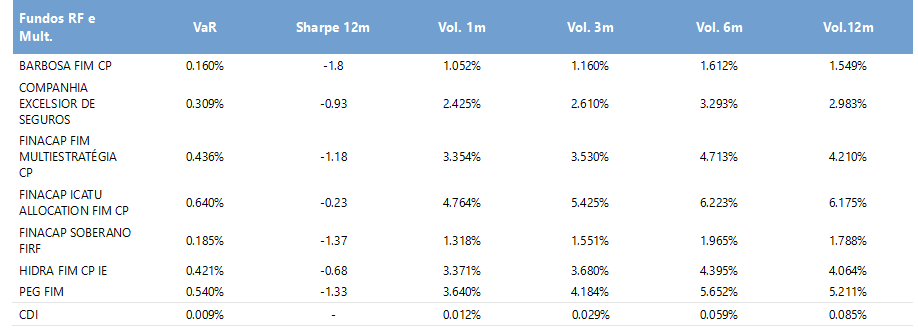 Fundos RF e Mult. VaR Sharpe 12m Vol. 1m Vol. 3m Vol. 6m Vol.12m
BARBOSA FIM CP 0.160% -1.8 1.052% 1.160% 1.612% 1.549%
COMPANHIA EXCELSIOR DE SEGUROS 0.309% -0.93 2.425% 2.610% 3.293% 2.983%
FINACAP FIM MULTIESTRATÉGIA CP 0.436% -1.18 3.354% 3.530% 4.713% 4.210%
FINACAP ICATU ALLOCATION FIM CP 0.640% -0.23 4.764% 5.425% 6.223% 6.175%
FINACAP SOBERANO FIRF 0.185% -1.37 1.318% 1.551% 1.965% 1.788%
HIDRA FIM CP IE 0.421% -0.68 3.371% 3.680% 4.395% 4.064%
PEG FIM 0.540% -1.33 3.640% 4.184% 5.652% 5.211%
CDI 0.009% - 0.012% 0.029% 0.059% 0.085%